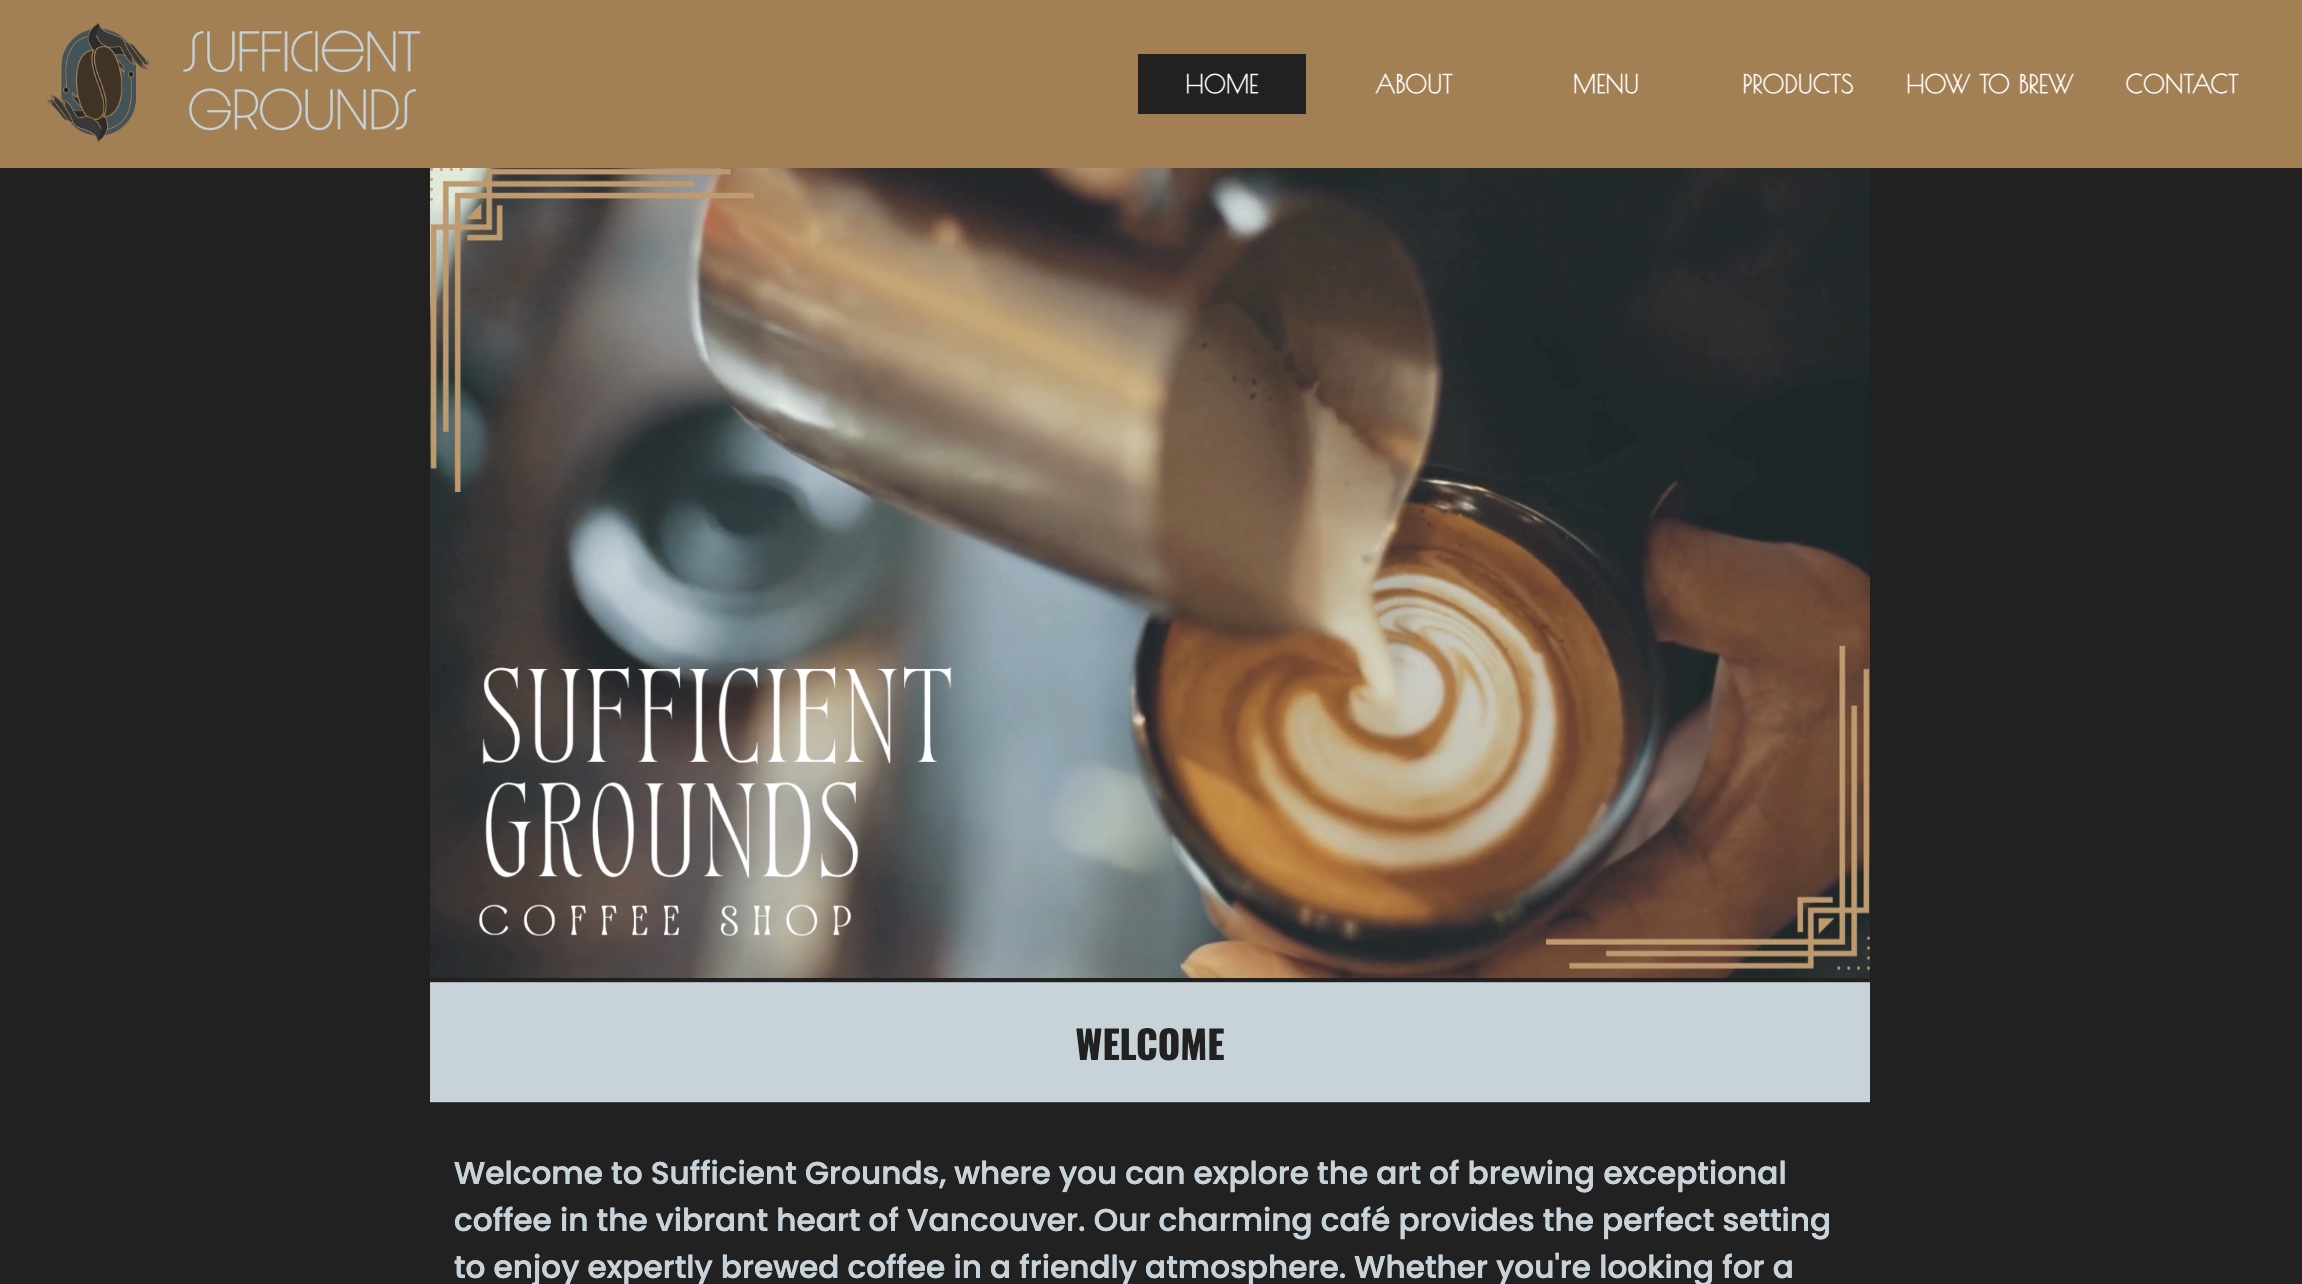 SUFFICIENT
GROUNDS
HOME ABOUT MENU PRODUCTS HOW TO BREW CONTACT
SUFFICIENT
GROUNDS
COFFEE SHOP
WELCOME
Welcome to Sufficient Grounds, where you can explore the art of brewing exceptional
coffee in the vibrant heart of Vancouver. Our charming café provides the perfect setting
to enjoy expertly brewed coffee in a friendly atmosphere. Whether you're looking for a